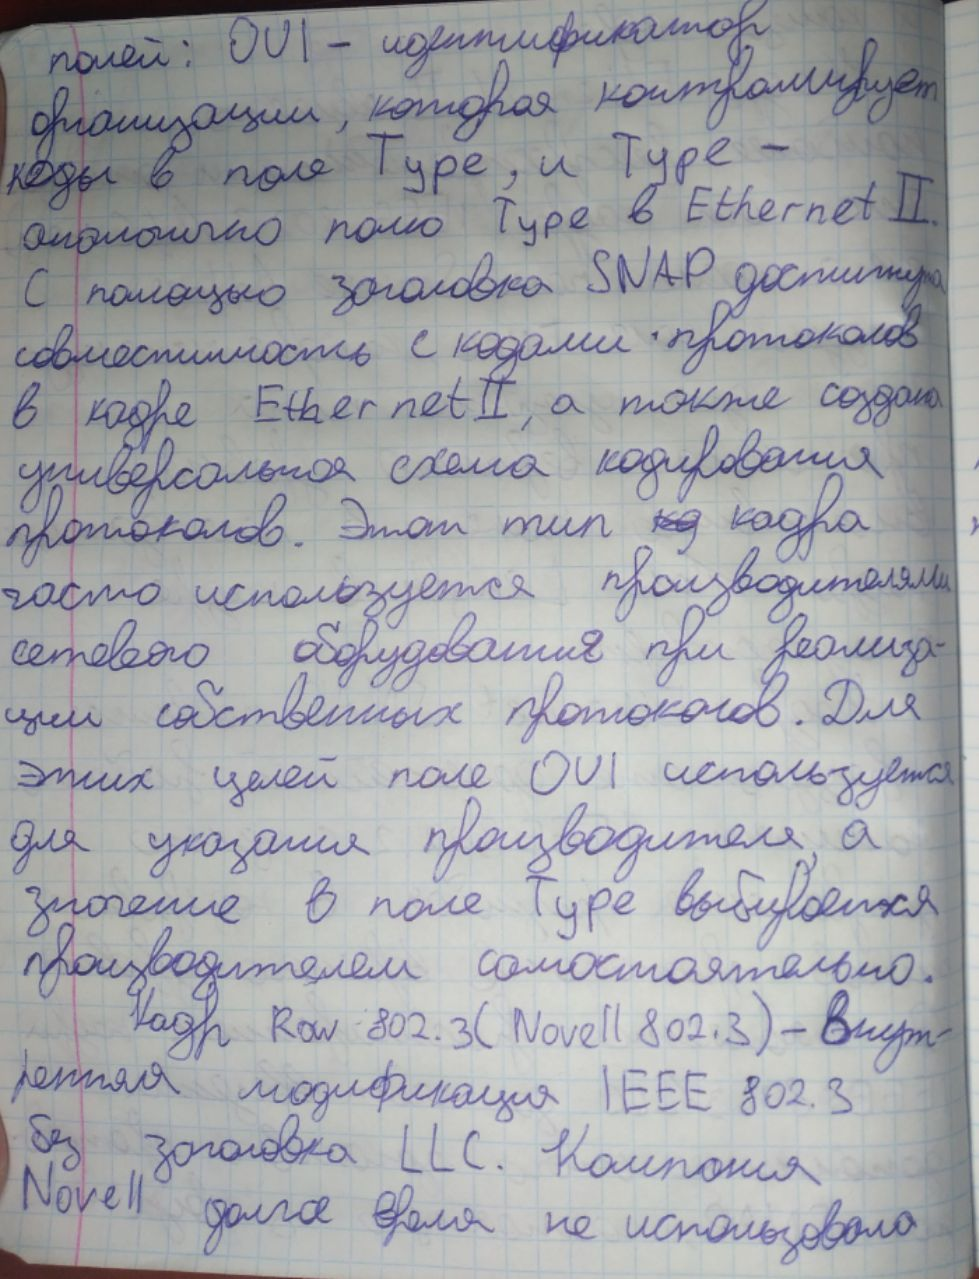 полей: OUI – идентификатор
организации, которая контролирует
коды в поле Type, и Type –
аналогично полю Type в Ethernet II.
С помощью заголовка SNAP достигнута
совместимость с кодами протоколов
в кадре Ethernet II, а также создана
универсальная схема кодирования
протоколов. Этот тип кадра
часто используется производителями
сетевого оборудования при реализа-
ции собственных протоколов. Для
этих целей поле OUI используется
для указания производителя, а
значение в поле Type выбирается
производителем самостоятельно.
Кадр Raw 802.3 (Novell 802.3) – внут-
ренняя модификация IEEE 802.3
без заголовка LLC. Компания
Novell долгое время не использовала